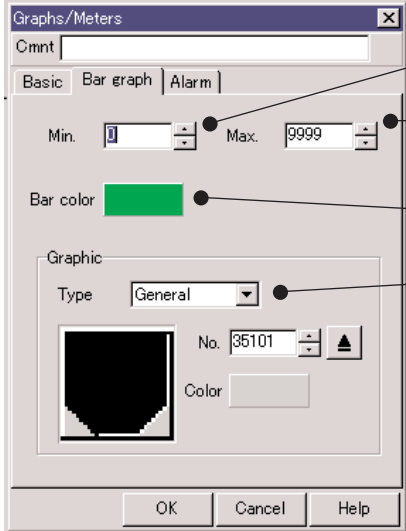 Graphs/Meters
Cmnt
Basic Bar graph Alarm
Min. 0 Max. 9999
Bar color
Graphic
Type General
No. 35101
Color
OK Cancel Help